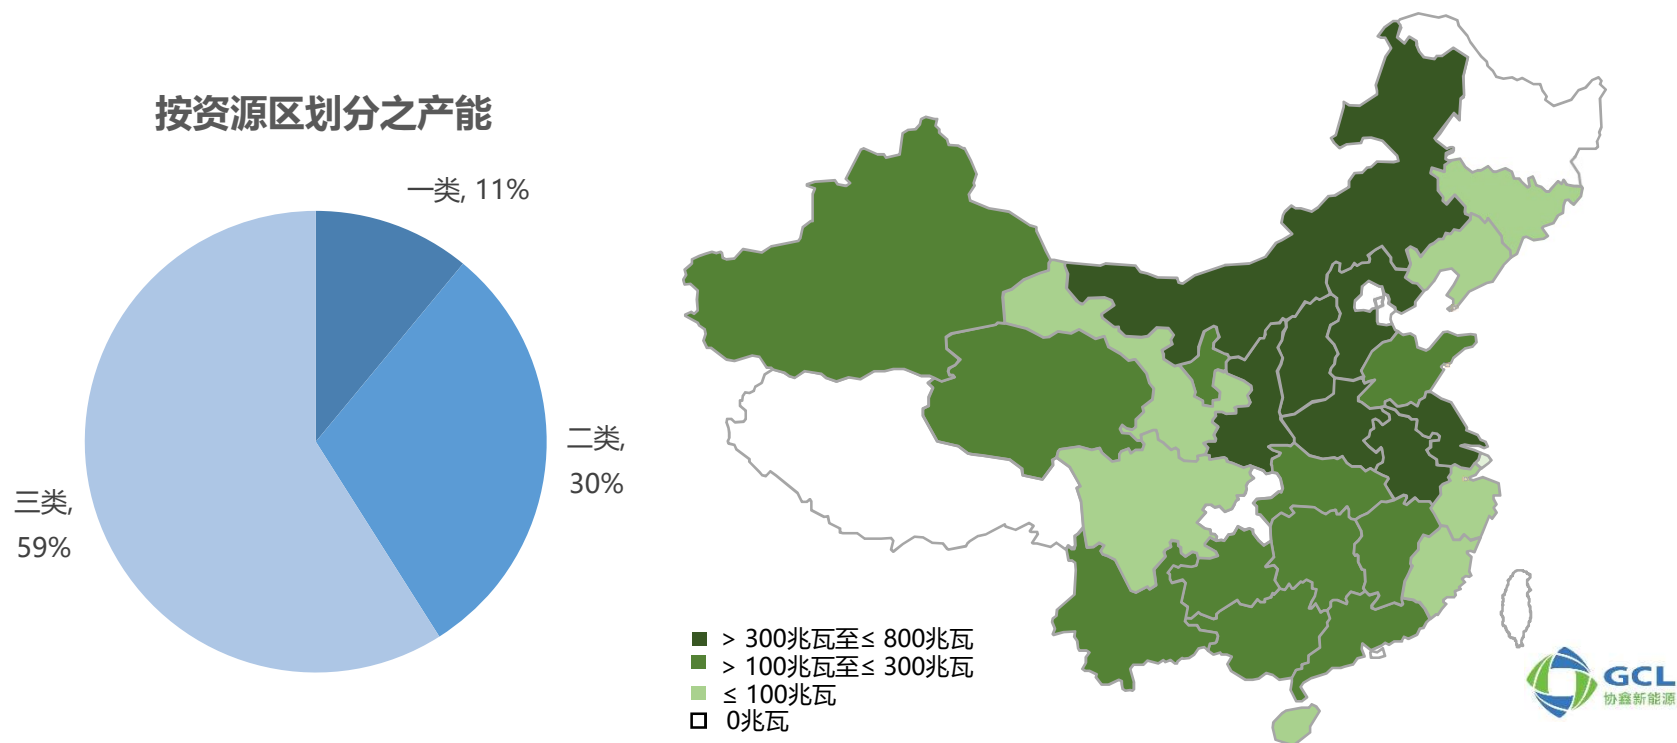 按资源区划分之产能
一类, 11%
二类,
30%
三类,
59%
> 300兆瓦至≤ 800兆瓦
> 100兆瓦至≤ 300兆瓦
≤ 100兆瓦
0兆瓦
GCL
协鑫新能源